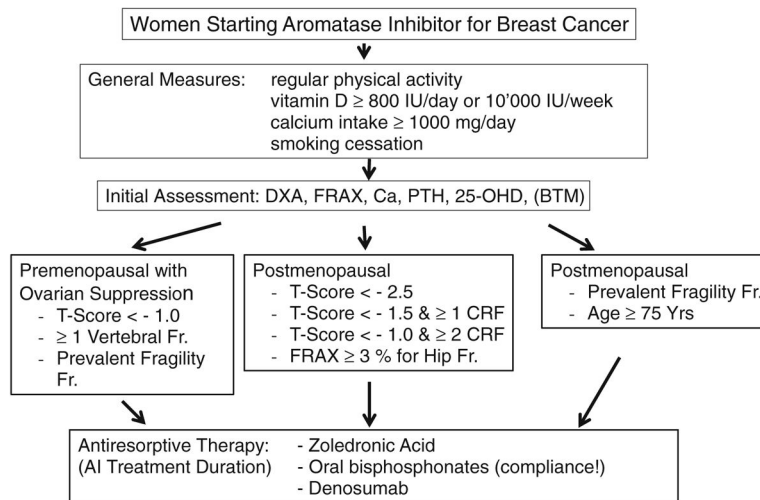 Women Starting Aromatase Inhibitor for Breast Cancer
General Measures: regular physical activity
vitamin D ≥ 800 IU/day or 10'000 IU/week
calcium intake ≥ 1000 mg/day
smoking cessation
Initial Assessment: DXA, FRAX, Ca, PTH, 25-OHD, (BTM)
Premenopausal with
Ovarian Suppression
- T-Score < - 1.0
- ≥ 1 Vertebral Fr.
- Prevalent Fragility
Fr.
Postmenopausal
- T-Score < - 2.5
- T-Score < - 1.5 & ≥ 1 CRF
- T-Score < - 1.0 & ≥ 2 CRF
- FRAX ≥ 3 % for Hip Fr.
Postmenopausal
- Prevalent Fragility Fr.
- Age ≥ 75 Yrs
Antiresorptive Therapy: - Zoledronic Acid
(AI Treatment Duration) - Oral bisphosphonates (compliance!)
- Denosumab